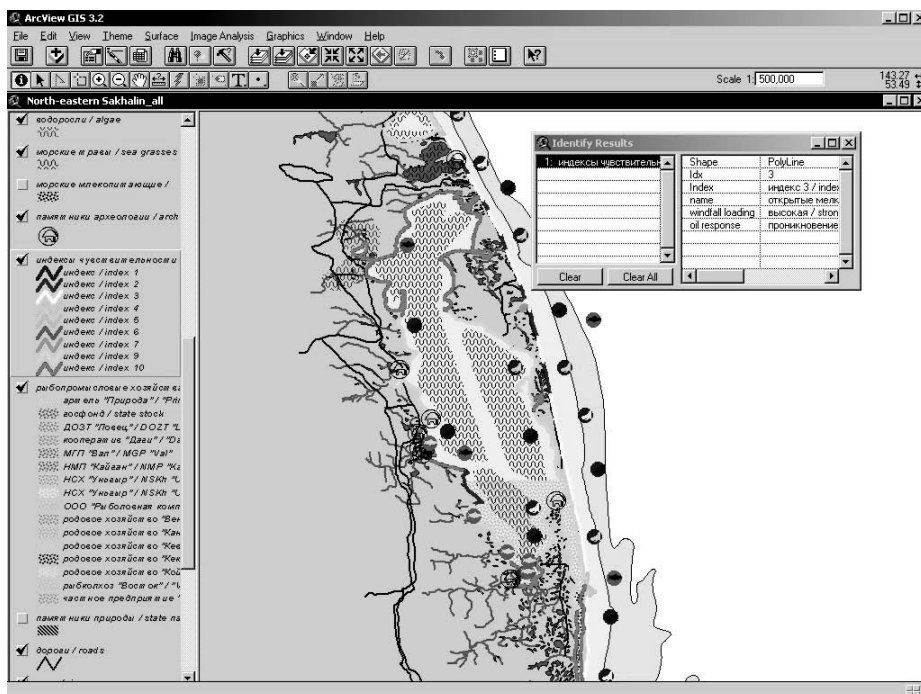 ArcView GIS 3.2
File Edit View Theme Surface Image Analysis Graphics Window Help
Scale 1: 500,000
143.27
53.49
North-eastern Sakhalin_all
водоросли / algae
морские травы / sea grasses
морские млекопитающие /
памятники археологии / arch
индексы чувствительности
индекс / index 1
индекс / index 2
индекс / index 3
индекс / index 4
индекс / index 5
индекс / index 6
индекс / index 7
индекс / index 9
индекс / index 10
рыбопромысловые хозяйства
артель "Природа" / "Pri
госфонд / state stock
ДОЗТ "Ловец" / DOZT "L
кооператив "Даги" / "Da
МГП "Вал" / MGP "Val"
НМП "Кайган" / NMP "Ka
НСХ "Уногыр" / NSKh "U
НСХ "Уногыр" / NSKh "U
ООО "Рыболовная комп
родовое хозяйство "Вен
родовое хозяйство "Кан
родовое хозяйство "Кев
родовое хозяйство "Кек
родовое хозяйство "Кой
рыбколхоз "Восток" / "V
частное предприятие "
памятники природы / state na
дороги / roads
Identify Results
1: индексы чувствительн
Shape PolyLine
Idx 3
Index индекс 3 / index
name открытые мелк
windfall loading высокая / stron
oil response проникновение
Clear Clear All